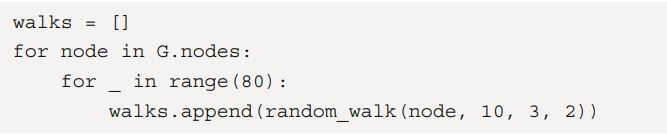 walks = []
for node in G.nodes:
    for _ in range(80):
        walks.append(random_walk(node, 10, 3, 2))